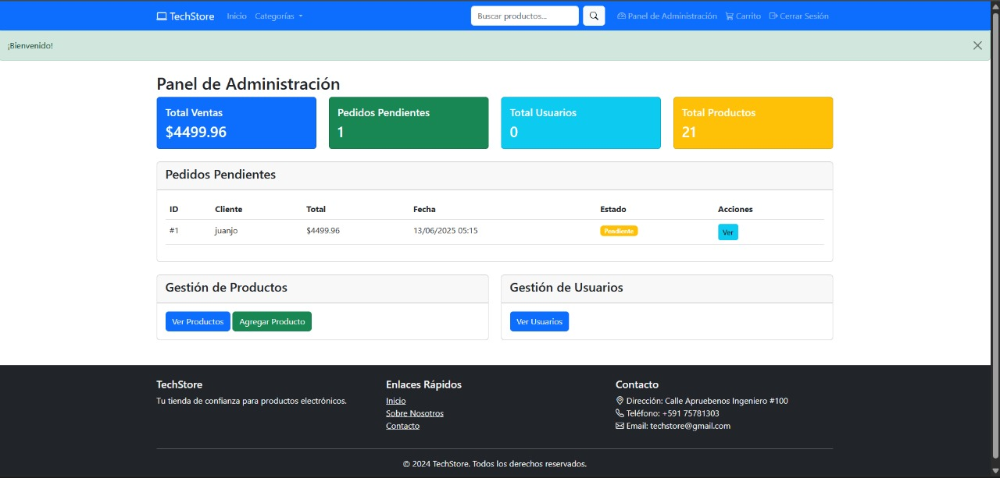 TechStore Inicio Categorías Buscar productos... Panel de Administración Carrito Cerrar Sesión
¡Bienvenido!
Panel de Administración
Total Ventas
$4499.96
Pedidos Pendientes
1
Total Usuarios
0
Total Productos
21
Pedidos Pendientes
ID Cliente Total Fecha Estado Acciones
#1 juanjo $4499.96 13/06/2025 05:15 Pendiente Ver
Gestión de Productos
Ver Productos Agregar Producto
Gestión de Usuarios
Ver Usuarios
TechStore
Tu tienda de confianza para productos electrónicos.
Enlaces Rápidos
Inicio
Sobre Nosotros
Contacto
Contacto
Dirección: Calle Apruebenos Ingeniero #100
Teléfono: +591 75781303
Email: techstore@gmail.com
© 2024 TechStore. Todos los derechos reservados.